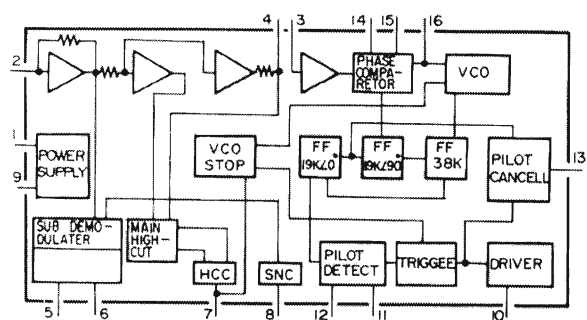 4 3 14 15 16
2
PHASE
COMPA-
RETOR
VCO
1
9
POWER
SUPPLY
VCO
STOP
FF
19K∠0
FF
19K∠90
FF
38K
PILOT
CANCELL
13
SUB DEMO-
DULATER
MAIN
HIGH-
CUT
HCC
SNC
PILOT
DETECT
TRIGGEE
DRIVER
5 6 7 8 12 11 10